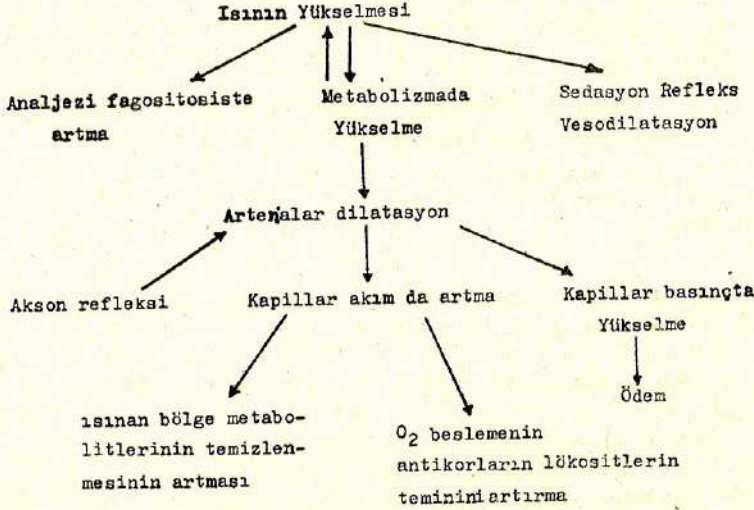 Isının Yükselmesi
Analjezi fagositosiste
artma
Metabolizmada
Yükselme
Sedasyon Refleks
Vesodilatasyon
Arterialar dilatasyon
Akson refleksi
Kapillar akım da artma
Kapillar basınçta
Yükselme
Ödem
ısınan bölge metabo-
litlerinin temizlen-
mesinin artması
O₂ beslemenin
antikorların lökositlerin
teminini artırma